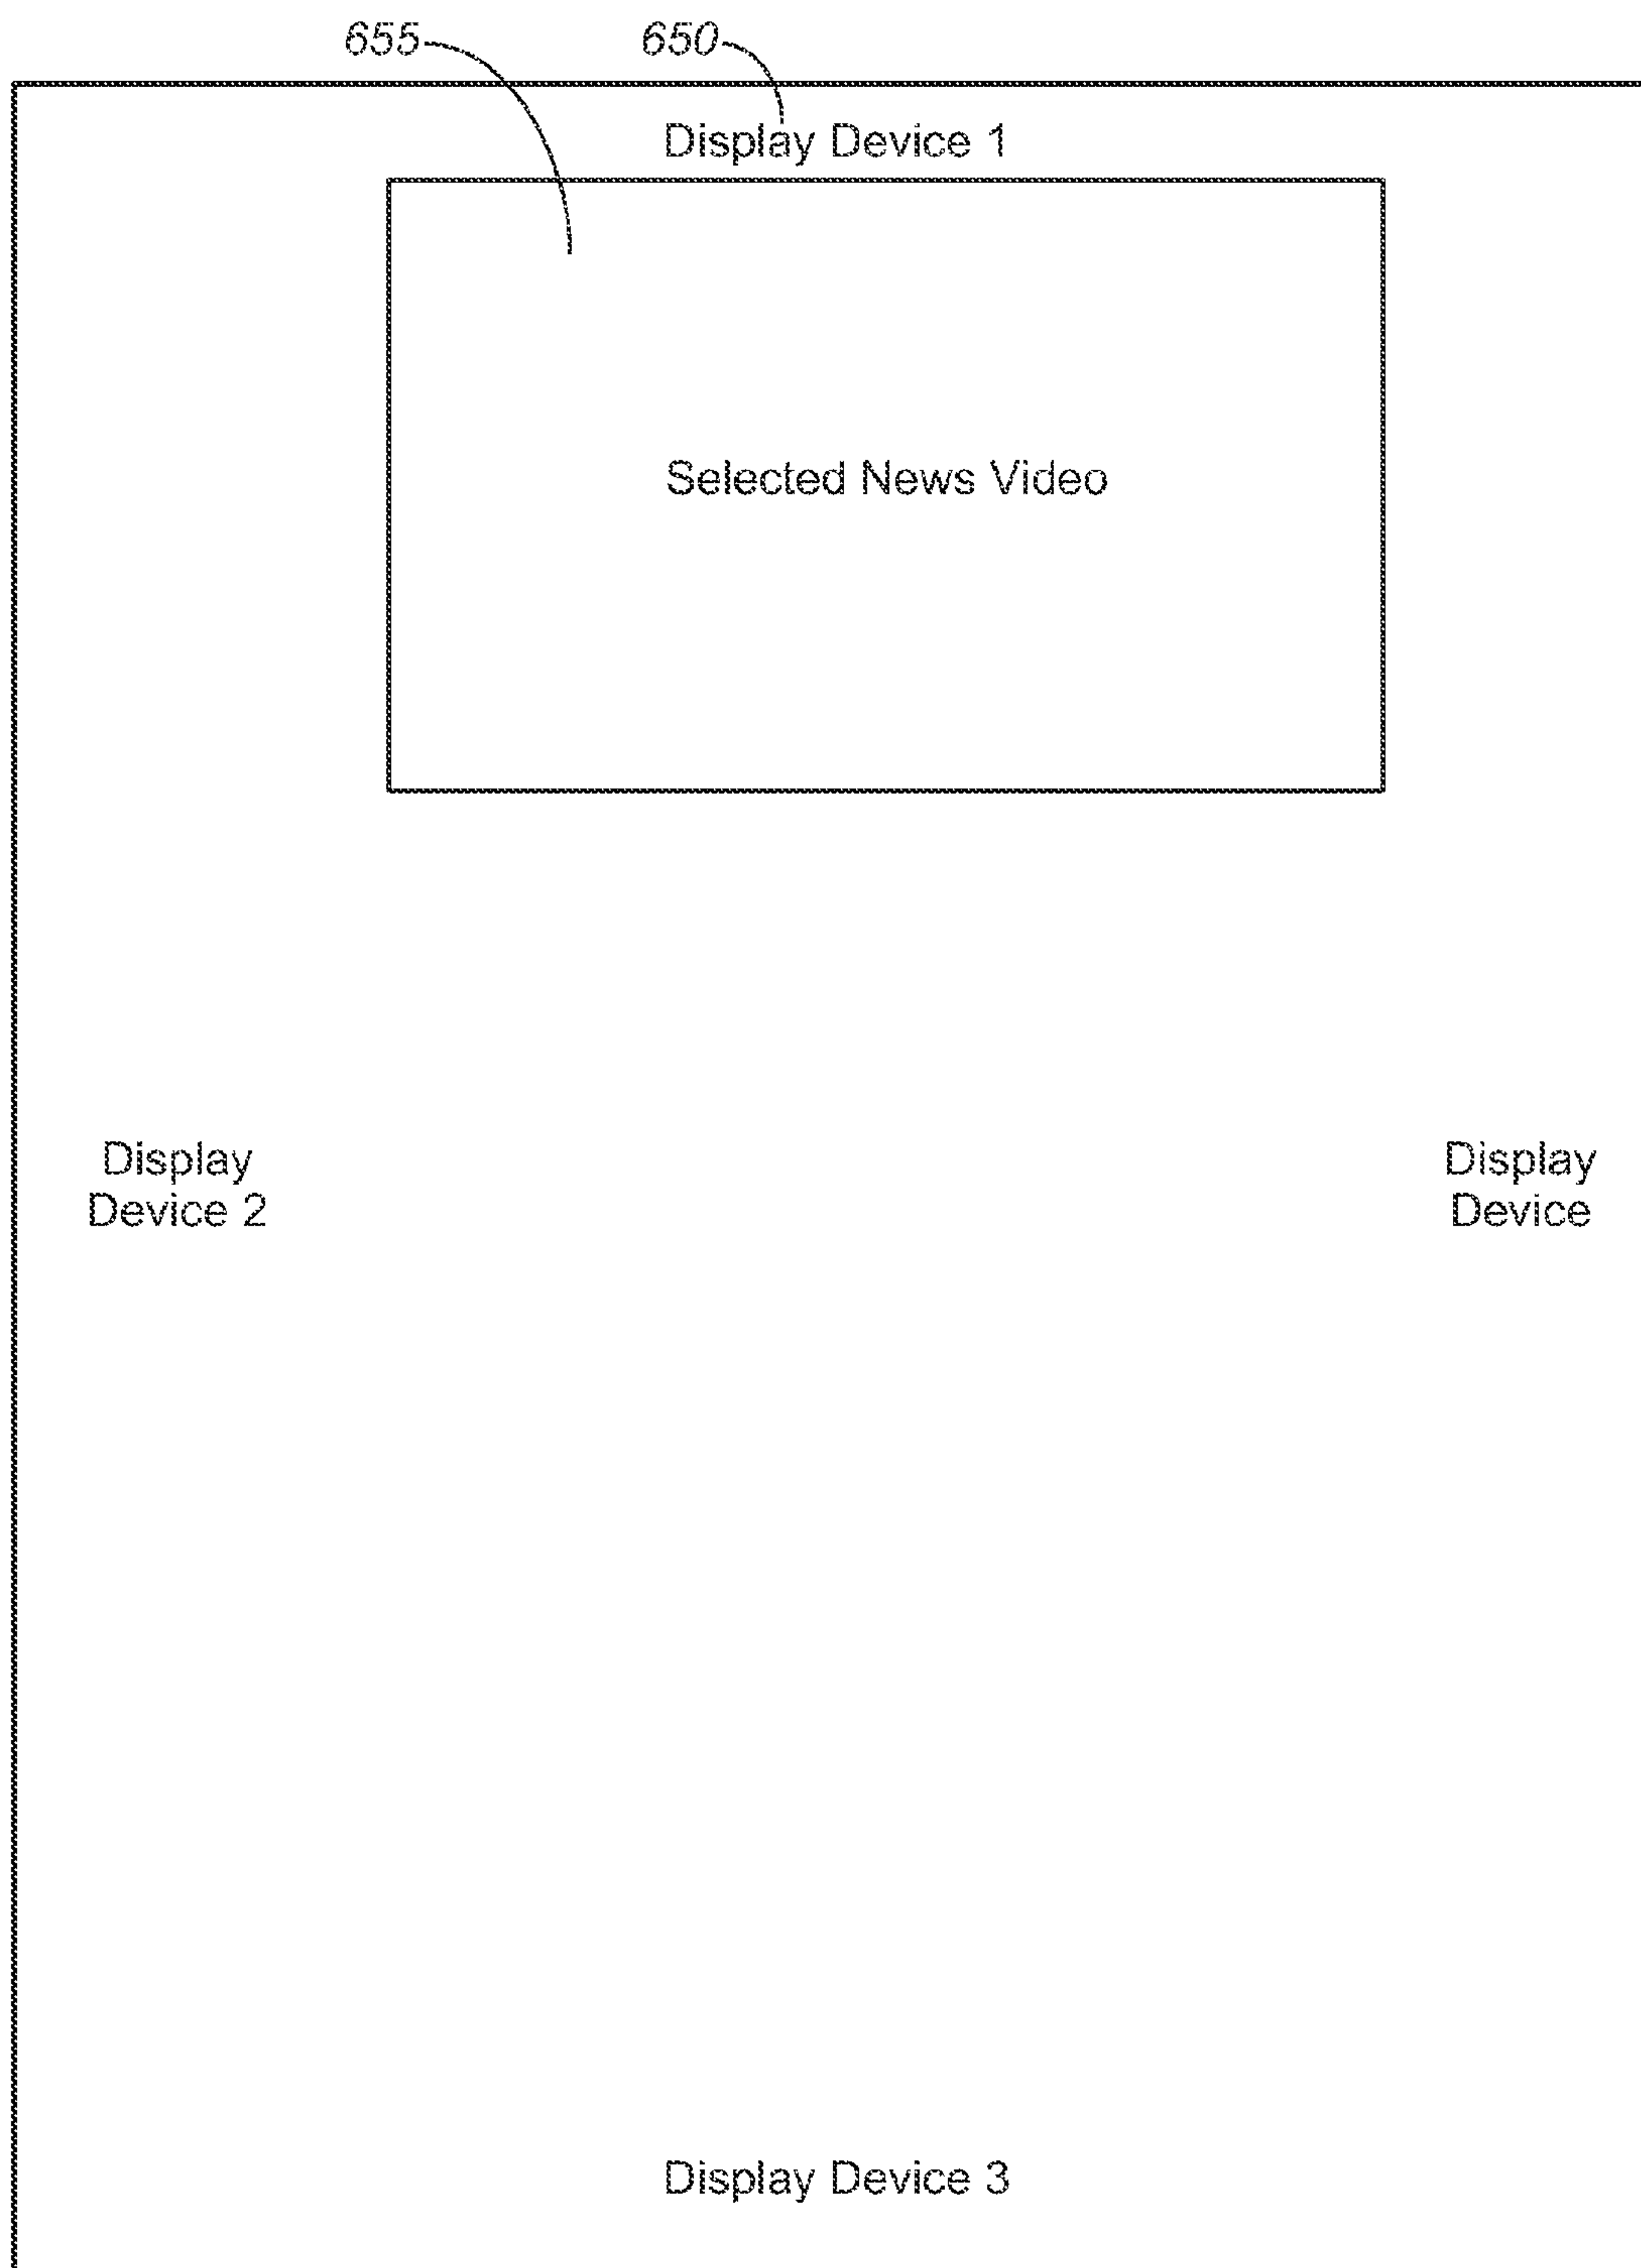 655 650
Display Device 1
Selected News Video
Display
Device 2
Display
Device
Display Device 3